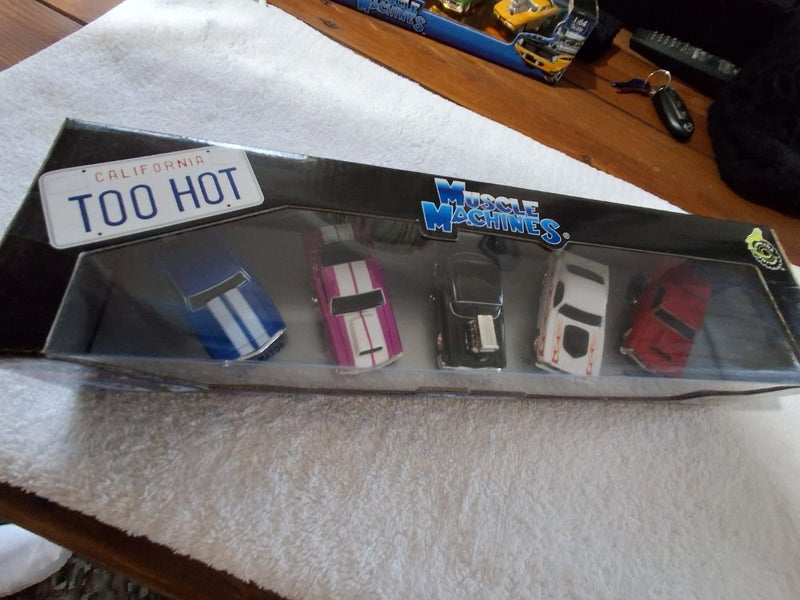 MUSCLE
MACHINES
1:64
CALIFORNIA
TOO HOT
MUSCLE
MACHINES®